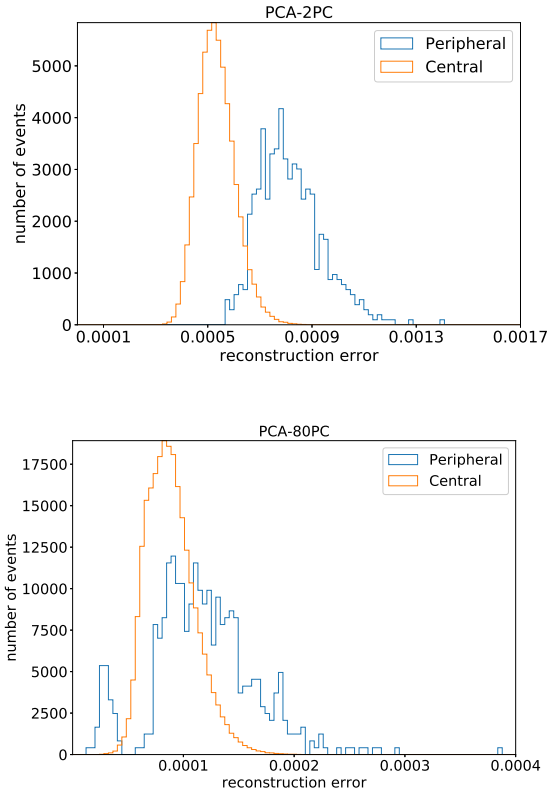 PCA-2PC
number of events
5000
4000
3000
2000
1000
0
Peripheral
Central
0.0001 0.0005 0.0009 0.0013 0.0017
reconstruction error
PCA-80PC
number of events
17500
15000
12500
10000
7500
5000
2500
0
Peripheral
Central
0.0001 0.0002 0.0003 0.0004
reconstruction error